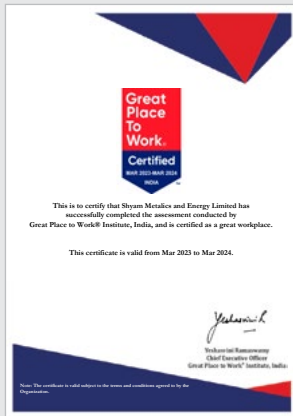 Great
Place
To
Work®
Certified
MAR 2023-MAR 2024
INDIA
™
This is to certify that Shyam Metalics and Energy Limited has
successfully completed the assessment conducted by
Great Place to Work® Institute, India, and is certified as a great workplace.
This certificate is valid from Mar 2023 to Mar 2024.
Yeshasvini R
Yeshasvini Ramaswamy
Chief Executive Officer
Great Place to Work® Institute, India
Note: The certificate is valid subject to the terms and conditions agreed to by the
Organization.